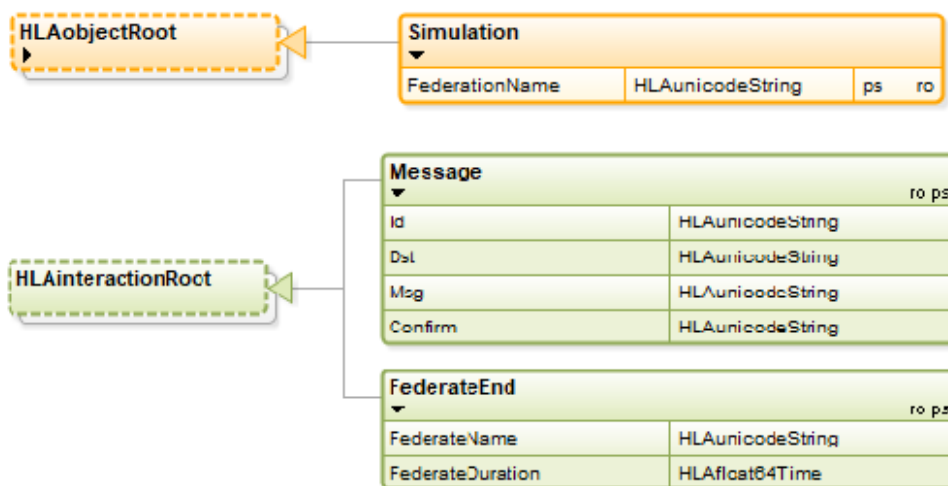 HLAobjectRoot
Simulation
FederationName HLAunicodeString ps ro
Message
ro ps
Id HLAunicodeString
Dst HLAunicodeString
Msg HLAunicodeString
Confirm HLAunicodeString
HLAinteractionRoot
FederateEnd
ro ps
FederateName HLAunicodeString
FederateDuration HLAfloat64Time